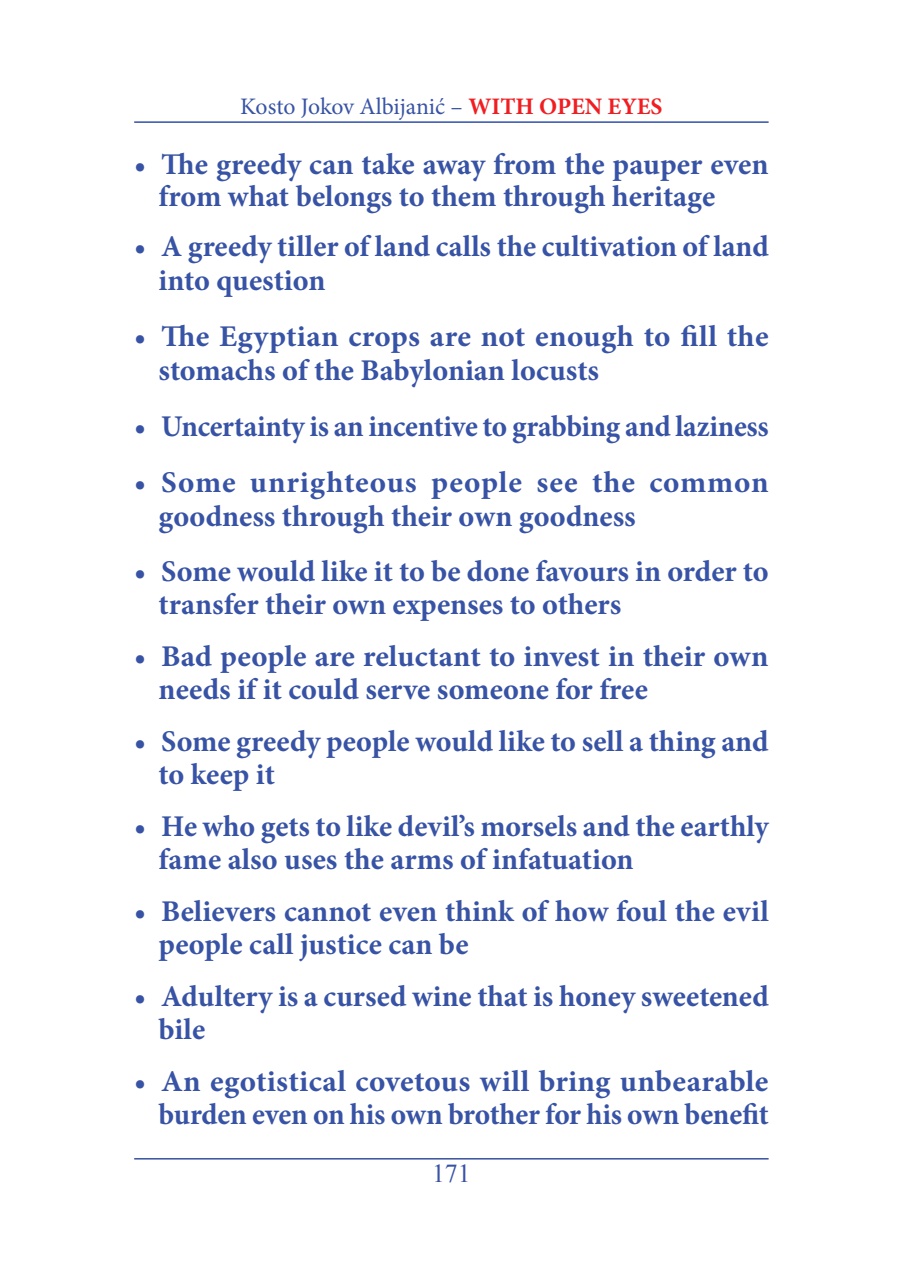 Kosto Jokov Albijanić – WITH OPEN EYES
• The greedy can take away from the pauper even
from what belongs to them through heritage
• A greedy tiller of land calls the cultivation of land
into question
• The Egyptian crops are not enough to fill the
stomachs of the Babylonian locusts
• Uncertainty is an incentive to grabbing and laziness
• Some unrighteous people see the common
goodness through their own goodness
• Some would like it to be done favours in order to
transfer their own expenses to others
• Bad people are reluctant to invest in their own
needs if it could serve someone for free
• Some greedy people would like to sell a thing and
to keep it
• He who gets to like devil’s morsels and the earthly
fame also uses the arms of infatuation
• Believers cannot even think of how foul the evil
people call justice can be
• Adultery is a cursed wine that is honey sweetened
bile
• An egotistical covetous will bring unbearable
burden even on his own brother for his own benefit
171